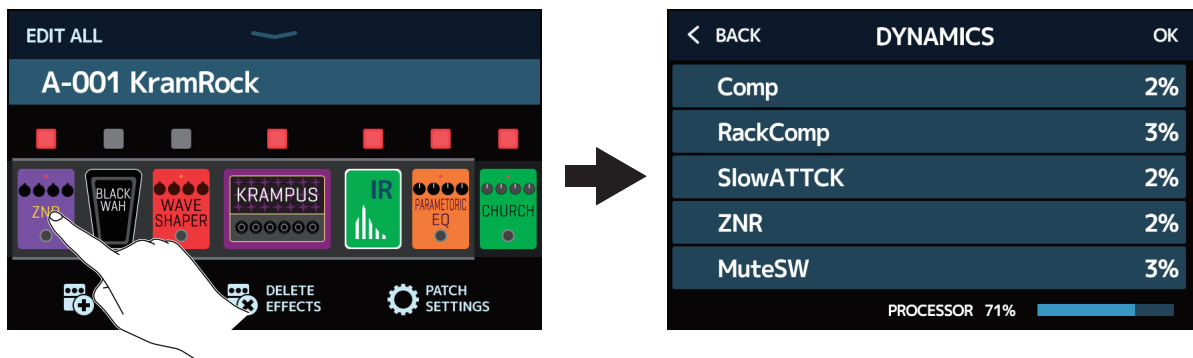 EDIT ALL
A-001 KramRock
ZNR
BLACK
WAH
WAVE
SHAPER
KRAMPUS
IR
PARAMETORIC
EQ
CHURCH
DELETE
EFFECTS
PATCH
SETTINGS
< BACK
DYNAMICS
OK
Comp 2%
RackComp 3%
SlowATTCK 2%
ZNR 2%
MuteSW 3%
PROCESSOR 71%